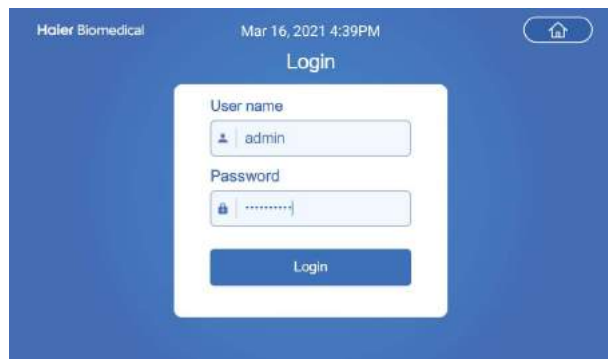 Haier Biomedical
Mar 16, 2021 4:39PM
Login
User name
admin
Password
··········
Login